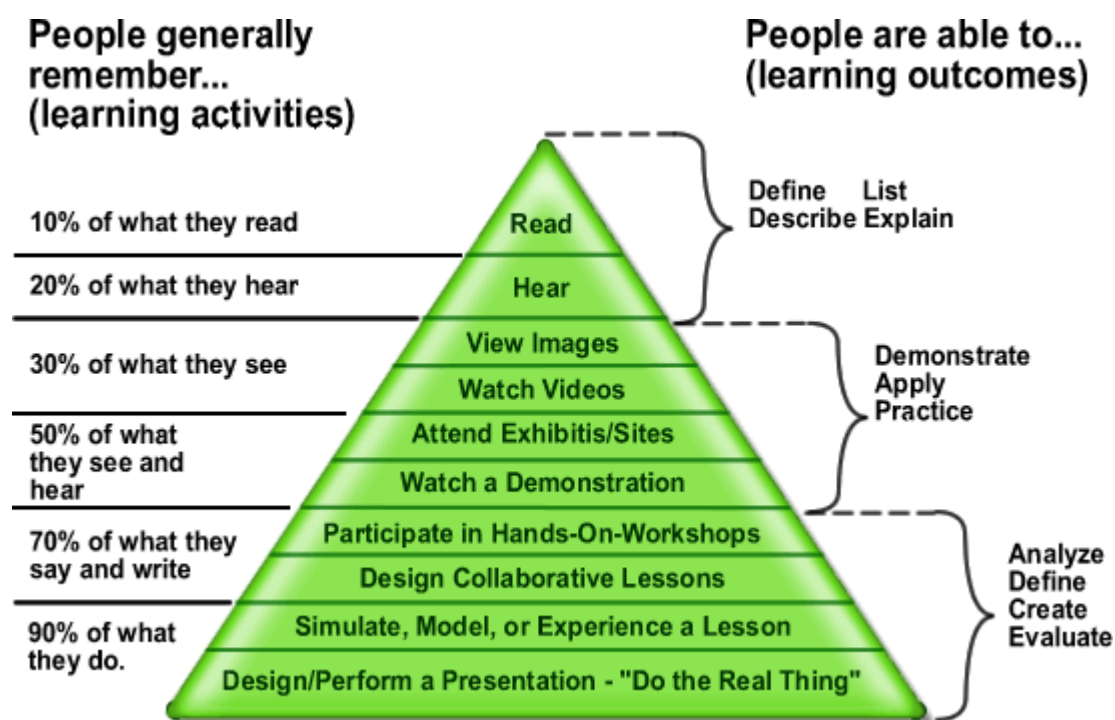 People generally
remember...
(learning activities)
People are able to...
(learning outcomes)
10% of what they read
20% of what they hear
30% of what they see
50% of what
they see and
hear
70% of what they
say and write
90% of what
they do.
Read
Hear
View Images
Watch Videos
Attend Exhibitis/Sites
Watch a Demonstration
Participate in Hands-On-Workshops
Design Collaborative Lessons
Simulate, Model, or Experience a Lesson
Design/Perform a Presentation - "Do the Real Thing"
Define List
Describe Explain
Demonstrate
Apply
Practice
Analyze
Define
Create
Evaluate